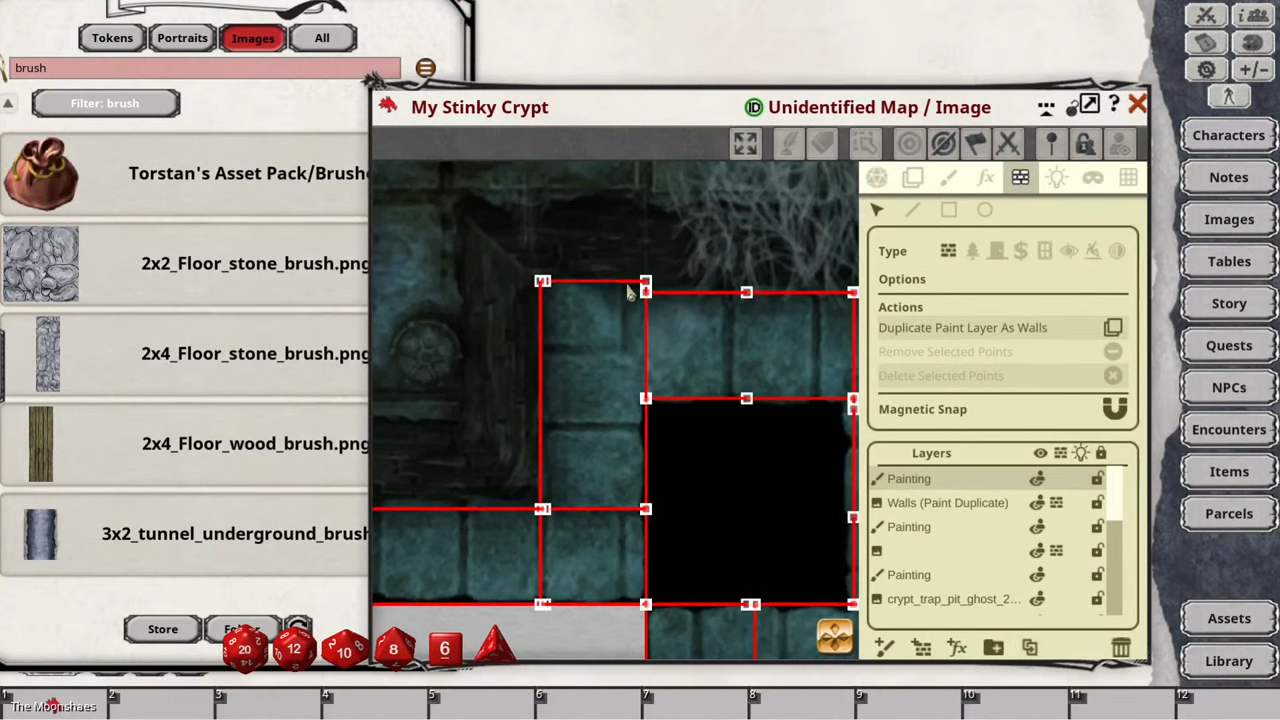 Tokens
Portraits
Images
All
brush
Filter: brush
Torstan's Asset Pack/Brushe
2x2_Floor_stone_brush.png
2x4_Floor_stone_brush.png
2x4_Floor_wood_brush.png
3x2_tunnel_underground_brush
Store
20
12
10
8
6
My Stinky Crypt
ID Unidentified Map / Image
?
fx
Type
Options
Actions
Duplicate Paint Layer As Walls
Remove Selected Points
Delete Selected Points
Magnetic Snap
Layers
Painting
Walls (Paint Duplicate)
Painting
Painting
crypt_trap_pit_ghost_2...
fx
+/-
Characters
Notes
Images
Tables
Story
Quests
NPCs
Encounters
Items
Parcels
Assets
Library
1 2 3 4 5 6 7 8 9 10 11 12
The Moonshaes